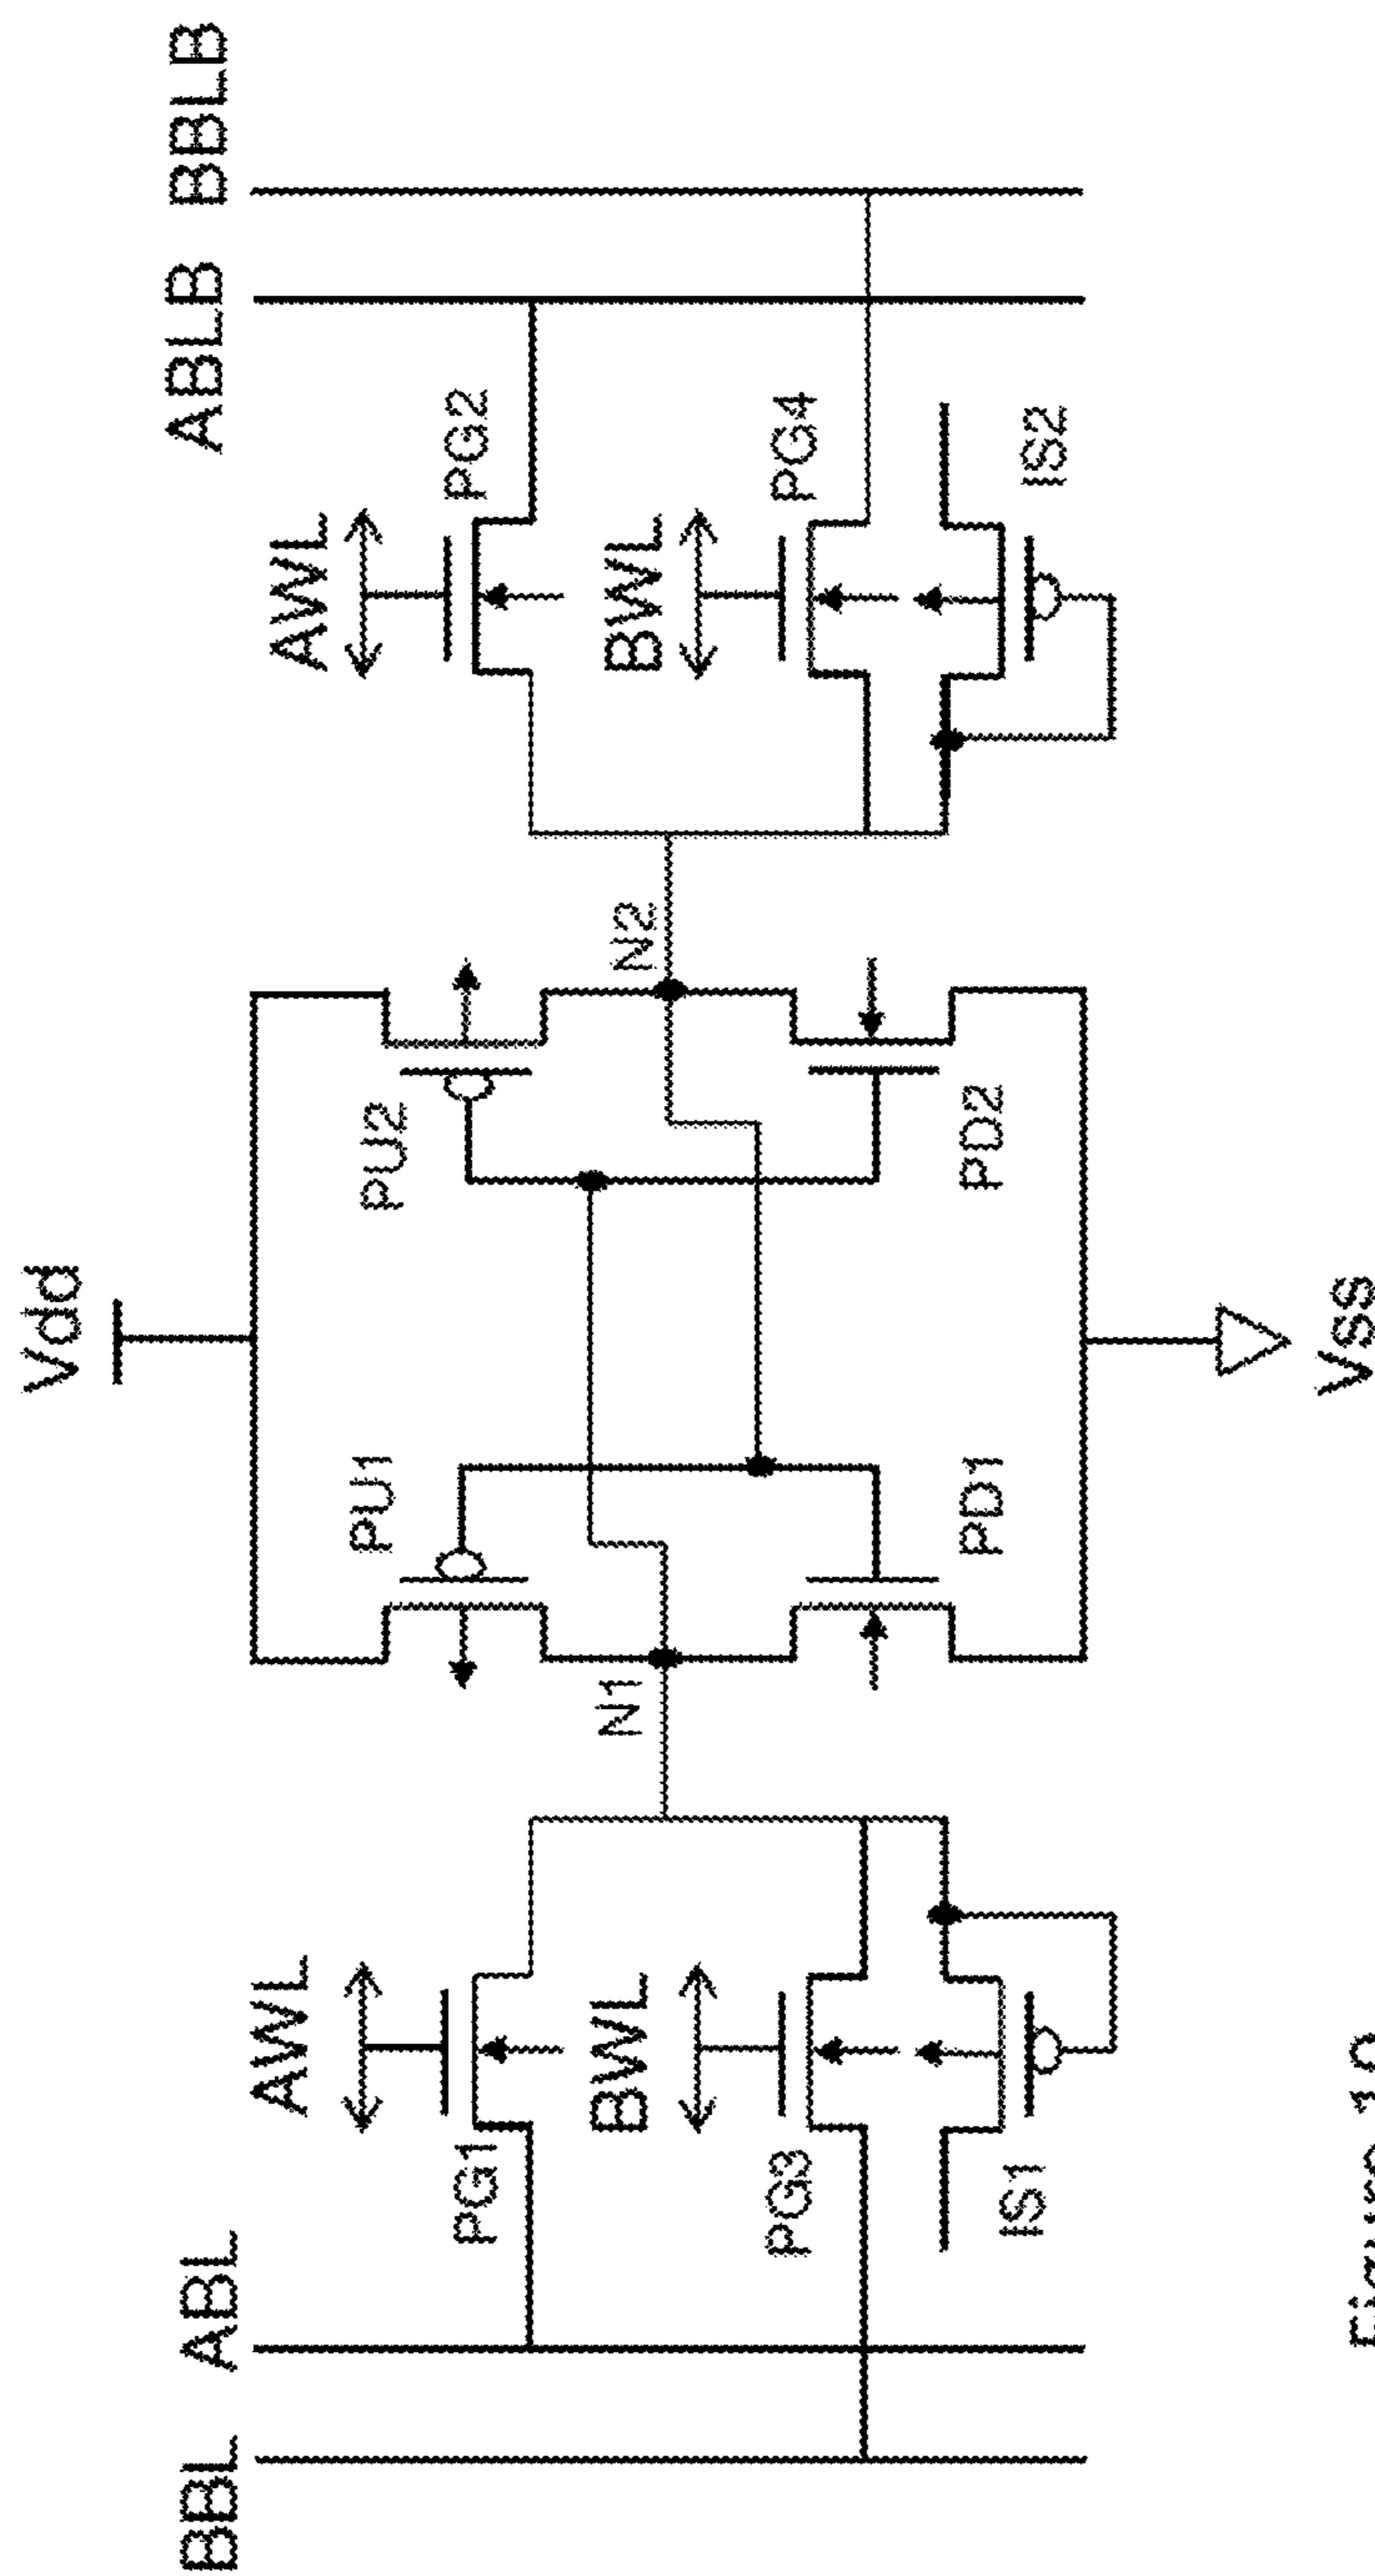 Vdd
BBL
ABL
ABLB
BBLB
AWL
PU1
PU2
AWL
PG1
PG2
BWL
N1
N2
BWL
PG3
PG4
PD1
PD2
IS1
IS2
Vss
Figure